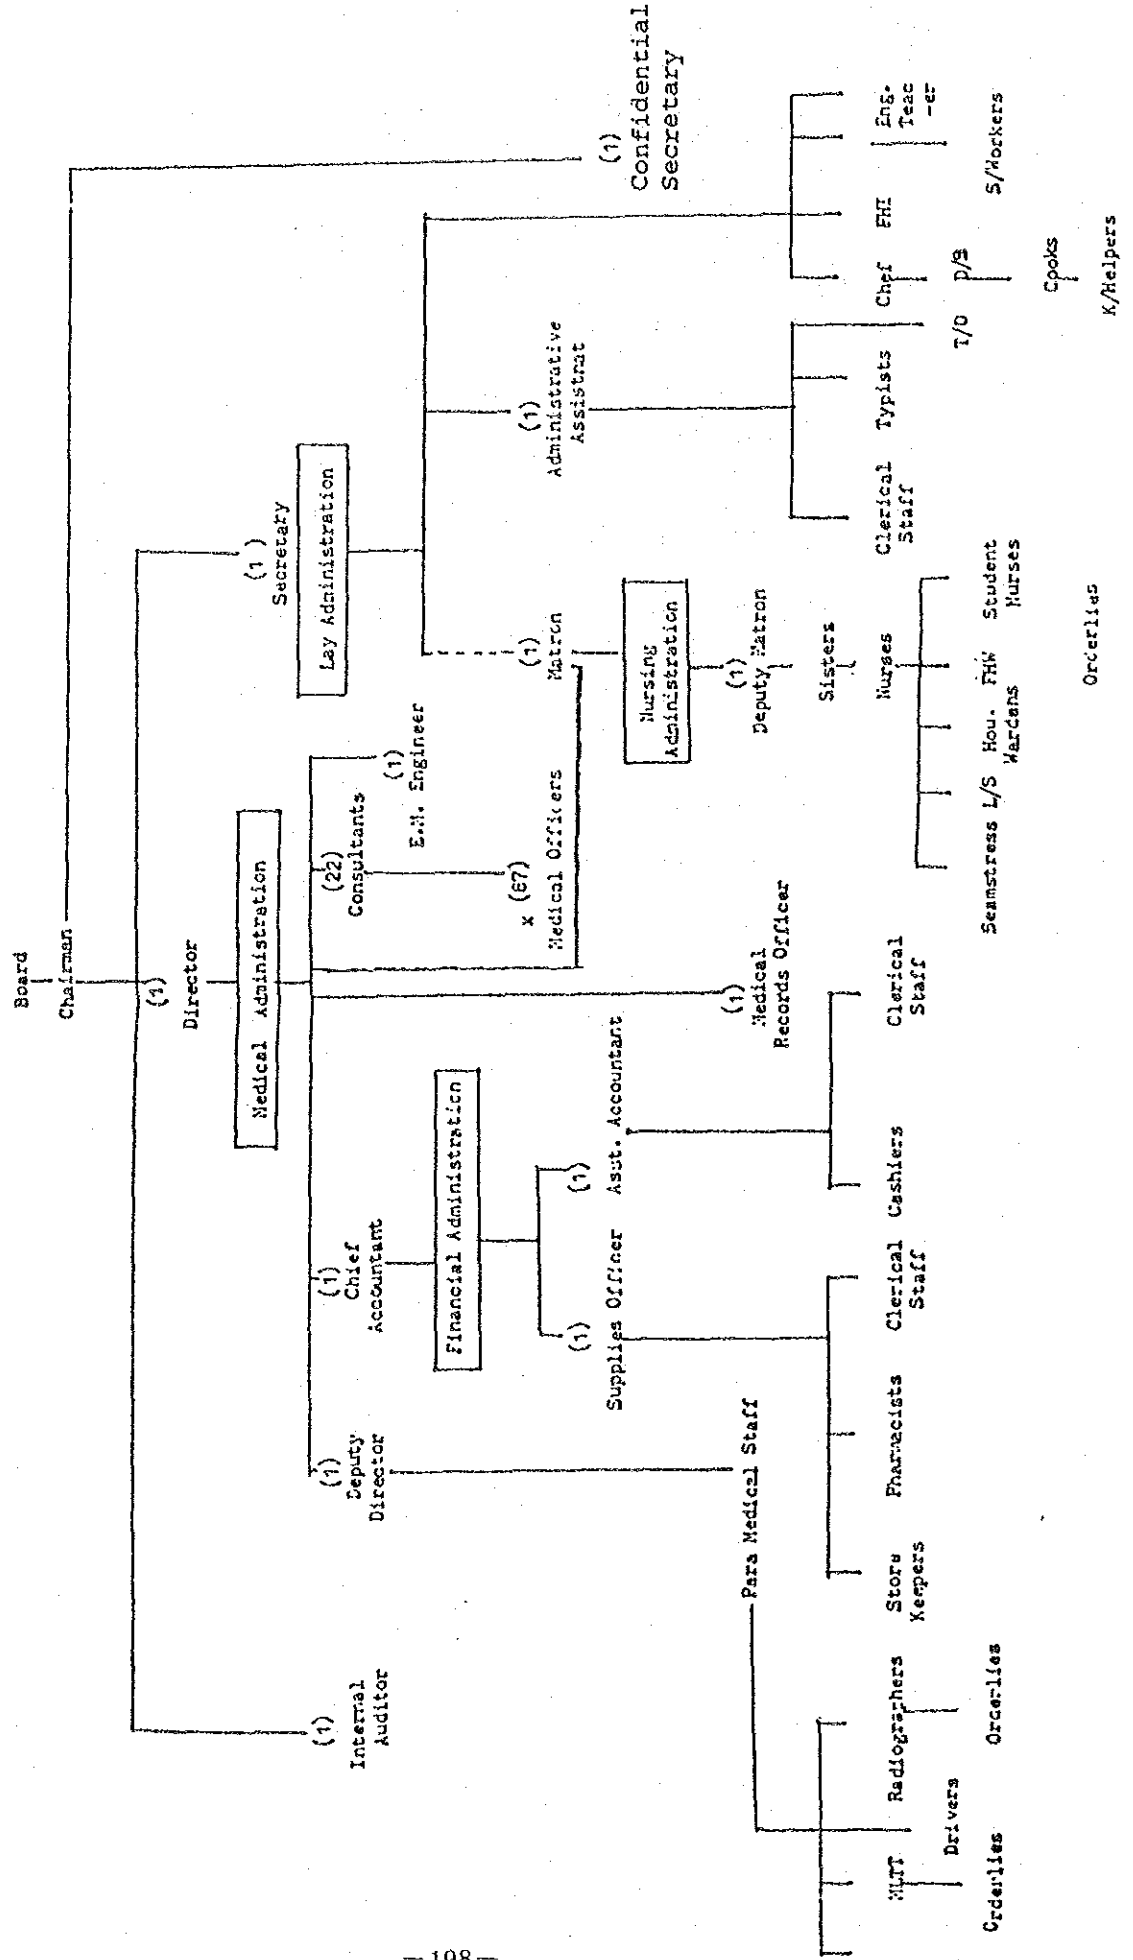 Board
Chairman
(1)
Director
Medical Administration
(1)
Internal
Auditor
(1)
Deputy
Director
(1)
Chief
Accountant
(22)
Consultants
(1)
E.M. Engineer
(1)
Secretary
Lay Administration
(1)
Confidential
Secretary
Financial Administration
x (67)
Medical Officers
(1)
Matron
(1)
Administrative
Assistrat
(1)
Supplies Officer
(1)
Asst. Accountant
Nursing
Administration
Para Medical Staff
(1)
Medical
Records Officer
(1)
Deputy Matron
Sisters
Nurses
MLTT
Radiographers
Drivers
Orderlies
Orderlies
Store
Keepers
Pharmacists
Clerical
Staff
Cashiers
Clerical
Staff
Seamstress
L/S
Hou.
Wardens
FHW
Student
Nurses
Orderlies
Clerical
Staff
Typists
T/O
Chef
PHI
Eng.
Teac
-er
D/S
S/Workers
Cooks
K/Helpers
—198—